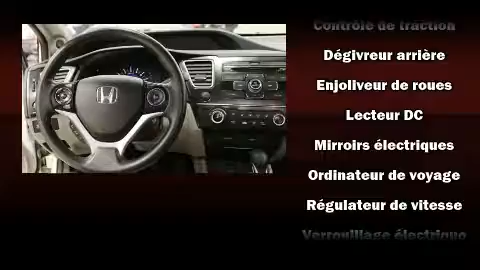 Contrôle de traction
Dégivreur arrière
Enjoliveur de roues
Lecteur DC
Mirroirs électriques
Ordinateur de voyage
Régulateur de vitesse
Verrouillage électrique